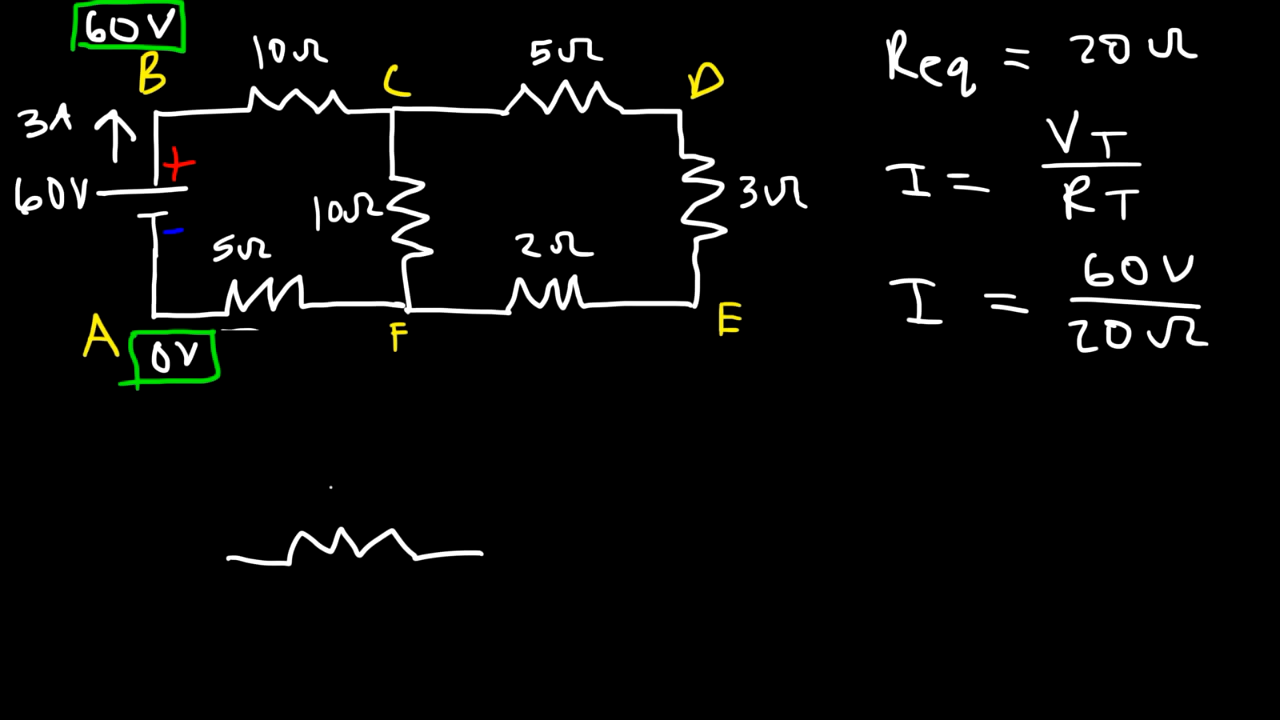 60V
B
10Ω
C
5Ω
D
3A
+
60V
-
10Ω
3Ω
5Ω
2Ω
A
0V
F
E
Req = 20Ω
I = VT
RT
I = 60V
20Ω